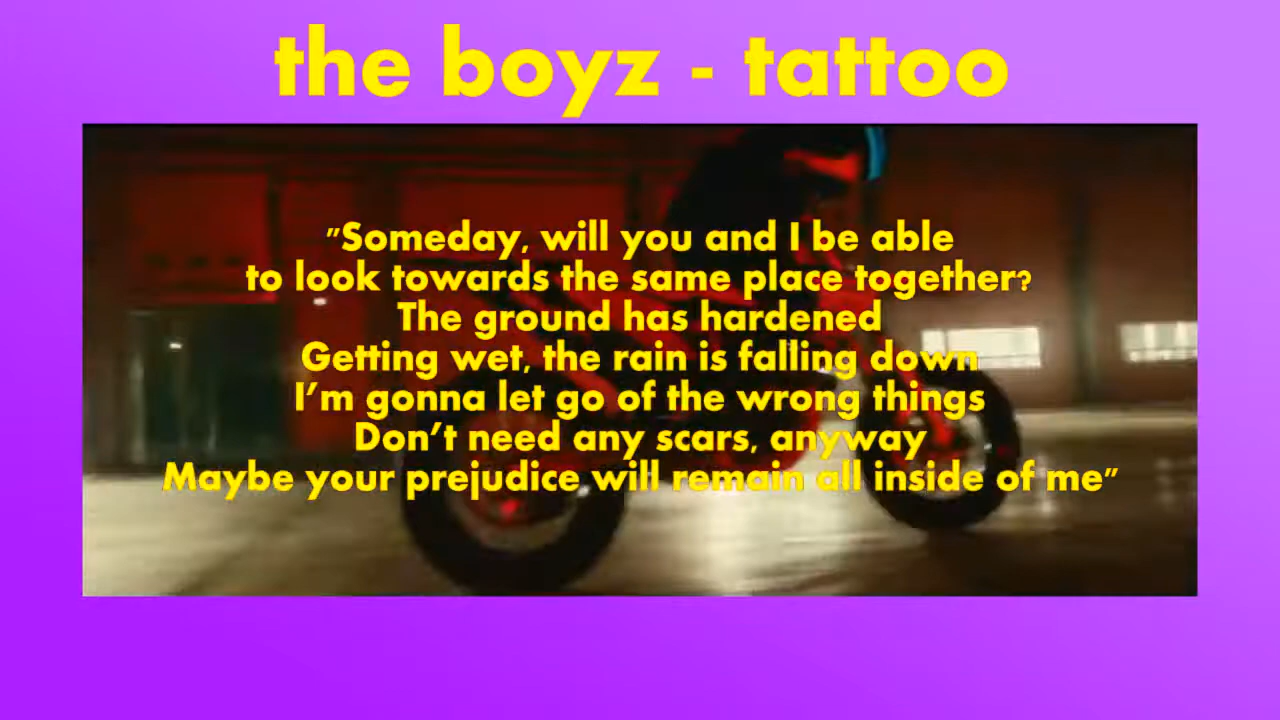 the boyz - tattoo
"Someday, will you and I be able
to look towards the same place together?
The ground has hardened
Getting wet, the rain is falling down
I'm gonna let go of the wrong things
Don't need any scars, anyway
Maybe your prejudice will remain all inside of me"